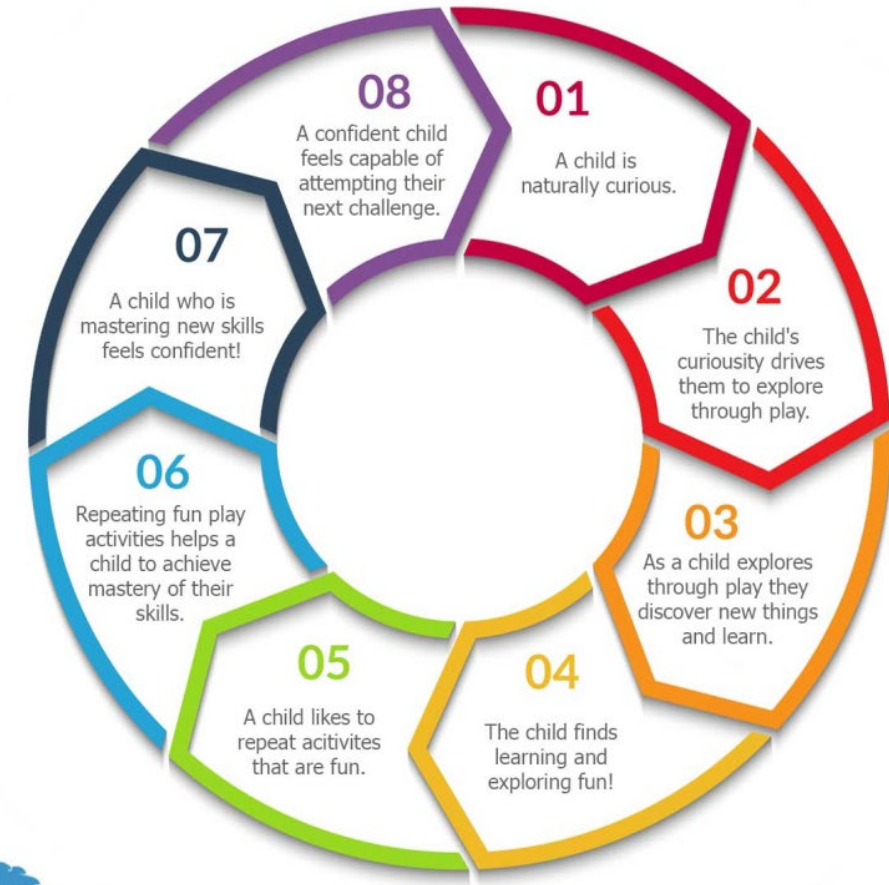 01
A child is
naturally curious.
02
The child's
curiousity drives
them to explore
through play.
03
As a child explores
through play they
discover new things
and learn.
04
The child finds
learning and
exploring fun!
05
A child likes to
repeat acitivites
that are fun.
06
Repeating fun play
activities helps a
child to achieve
mastery of their
skills.
07
A child who is
mastering new skills
feels confident!
08
A confident child
feels capable of
attempting their
next challenge.